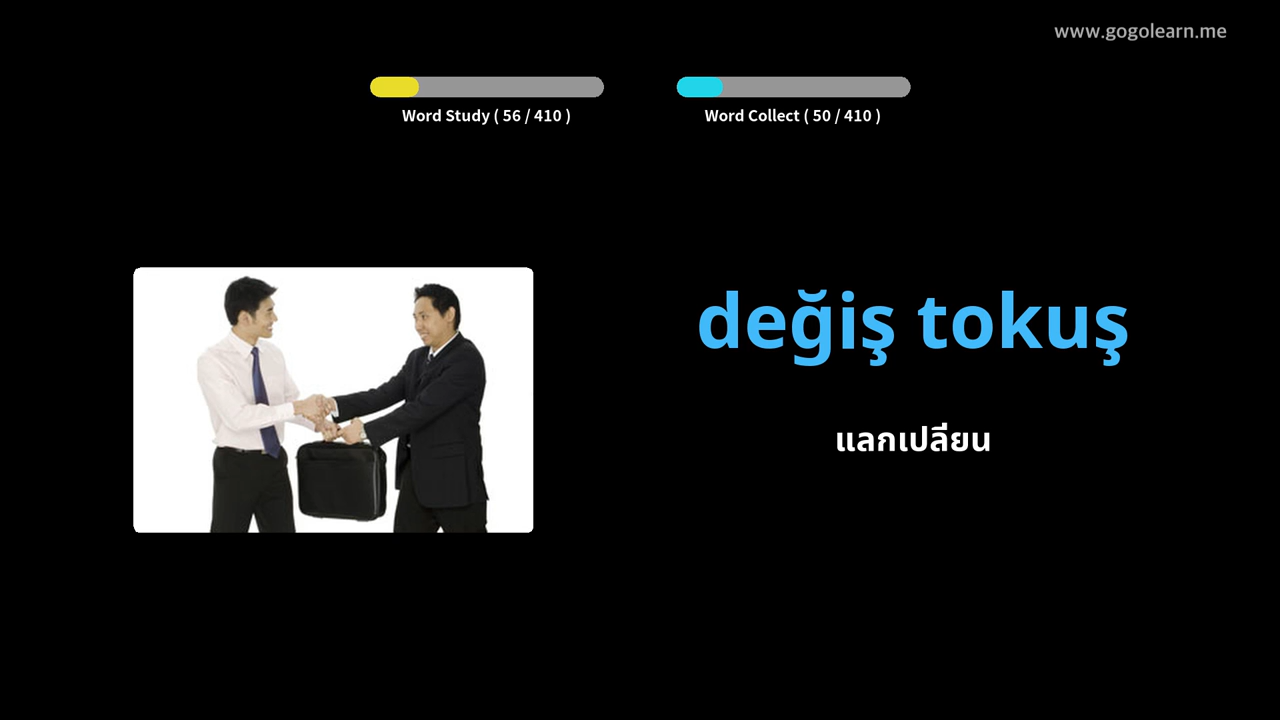 www.gogolearn.me
Word Study ( 56 / 410 )
Word Collect ( 50 / 410 )
değiş tokuş
แลกเปลี่ยน